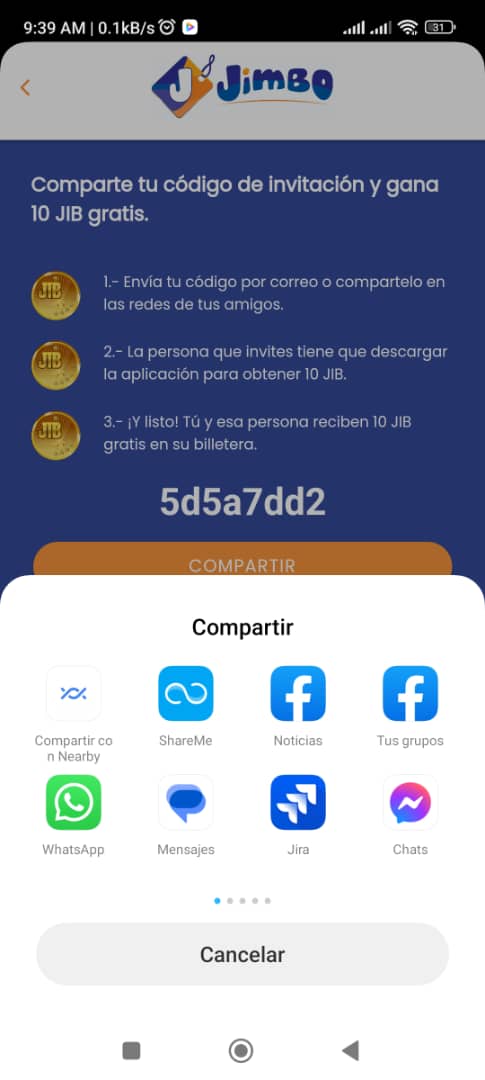 9:39 AM | 0.1kB/s
31
JIMBO
Comparte tu código de invitación y gana
10 JIB gratis.
JIB
1.- Envía tu código por correo o compartelo en
las redes de tus amigos.
JIB
2.- La persona que invites tiene que descargar
la aplicación para obtener 10 JIB.
JIB
3.- ¡Y listo! Tú y esa persona reciben 10 JIB
gratis en su billetera.
5d5a7dd2
COMPARTIR
Compartir
Compartir co
n Nearby
ShareMe
Noticias
Tus grupos
WhatsApp
Mensajes
Jira
Chats
Cancelar